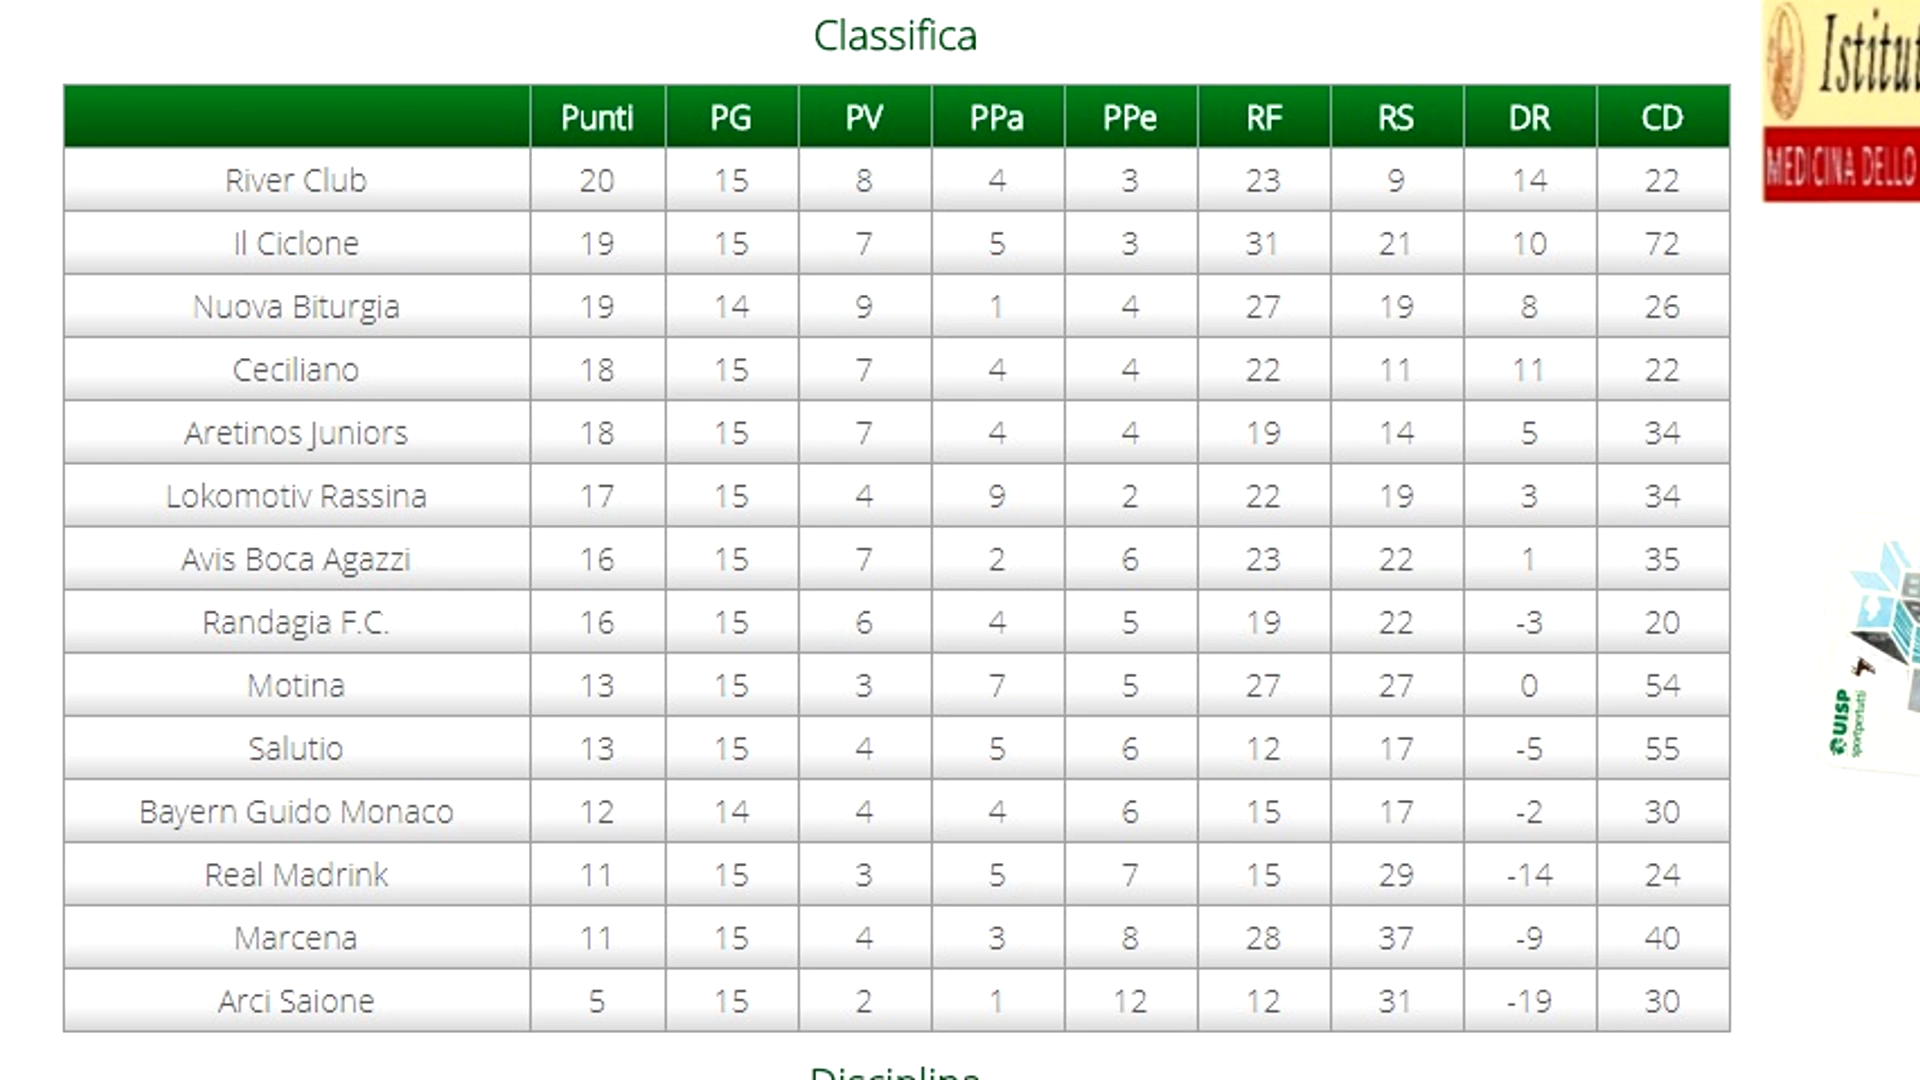 Classifica
Punti PG PV PPa PPe RF RS DR CD
River Club 20 15 8 4 3 23 9 14 22
Il Ciclone 19 15 7 5 3 31 21 10 72
Nuova Biturgia 19 14 9 1 4 27 19 8 26
Ceciliano 18 15 7 4 4 22 11 11 22
Aretinos Juniors 18 15 7 4 4 19 14 5 34
Lokomotiv Rassina 17 15 4 9 2 22 19 3 34
Avis Boca Agazzi 16 15 7 2 6 23 22 1 35
Randagia F.C. 16 15 6 4 5 19 22 -3 20
Motina 13 15 3 7 5 27 27 0 54
Salutio 13 15 4 5 6 12 17 -5 55
Bayern Guido Monaco 12 14 4 4 6 15 17 -2 30
Real Madrink 11 15 3 5 7 15 29 -14 24
Marcena 11 15 4 3 8 28 37 -9 40
Arci Saione 5 15 2 1 12 12 31 -19 30
Disciplina
Istitut
MEDICINA DELLO
UISP
sportpertutti